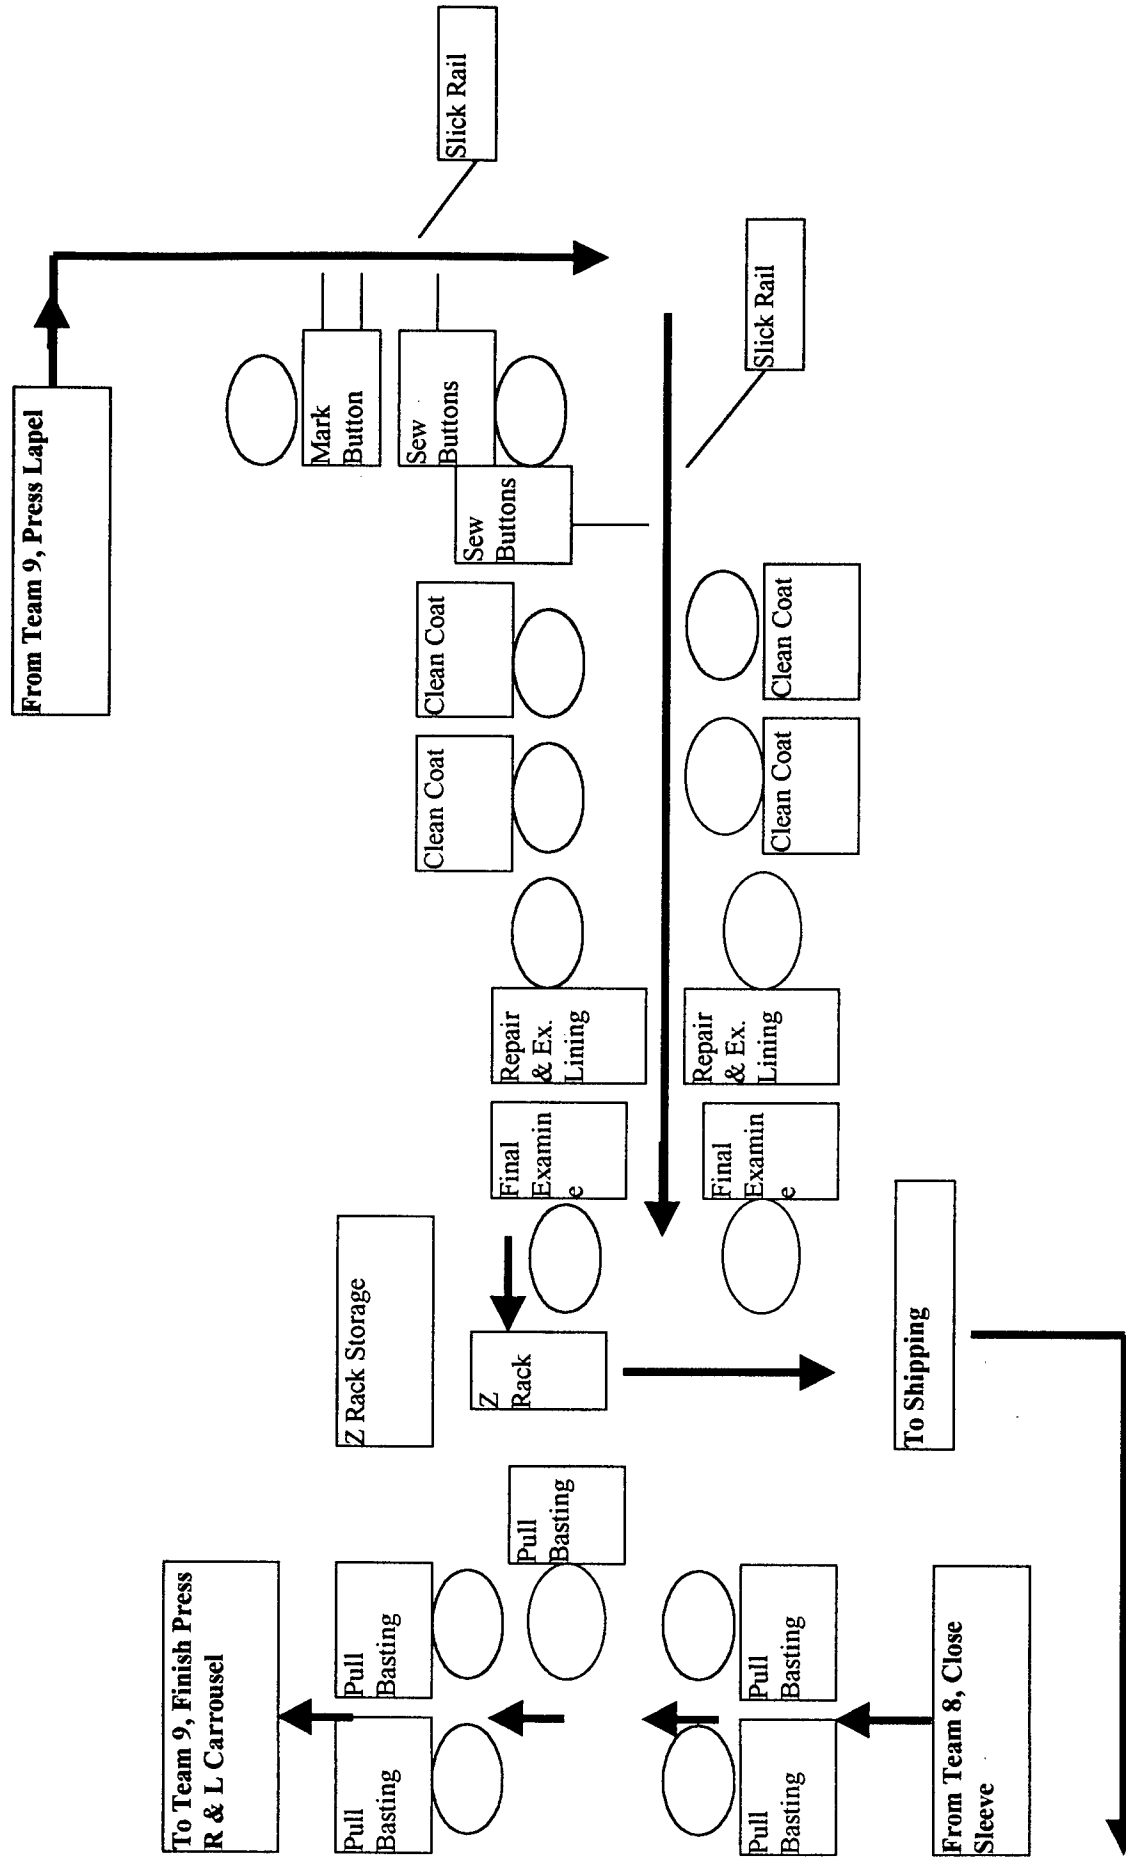 To Team 9, Finish Press
R & L Carrousel
From Team 9, Press Lapel
Pull
Basting
Pull
Basting
Z Rack Storage
Mark
Button
Clean Coat
Clean Coat
Sew
Buttons
Slick Rail
Sew
Buttons
Z
Rack
Final
Examin
e
Repair
& Ex.
Lining
Pull
Basting
Final
Examin
e
Repair
& Ex.
Lining
Pull
Basting
Pull
Basting
Clean Coat
Clean Coat
Slick Rail
To Shipping
From Team 8, Close
Sleeve